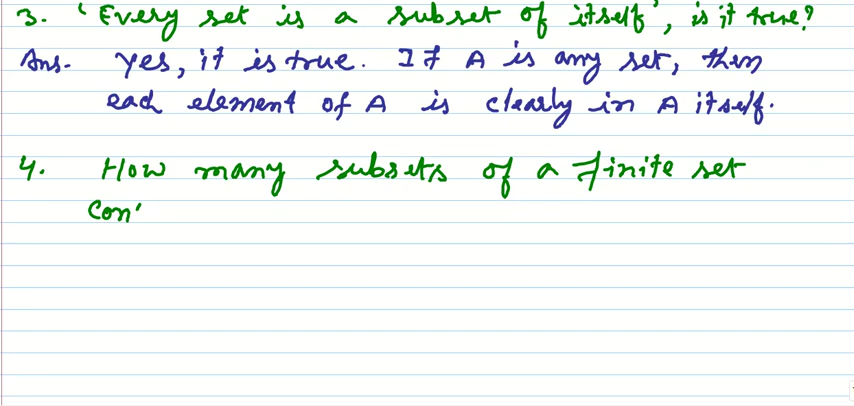 3. 'Every set is a subset of itself', is it true?
Ans. Yes, it is true. If A is any set, then
each element of A is clearly in A itself.
4. How many subsets of a finite set
con